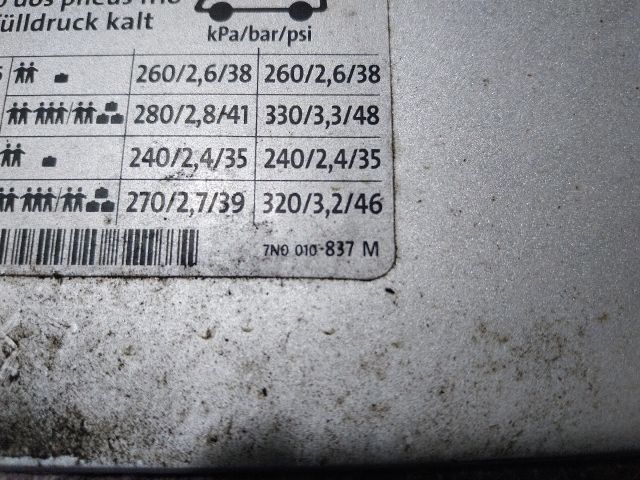 dos pneus frio
fülldruck kalt
kPa/bar/psi
260/2,6/38 260/2,6/38
280/2,8/41 330/3,3/48
240/2,4/35 240/2,4/35
270/2,7/39 320/3,2/46
7N0 010-837 M